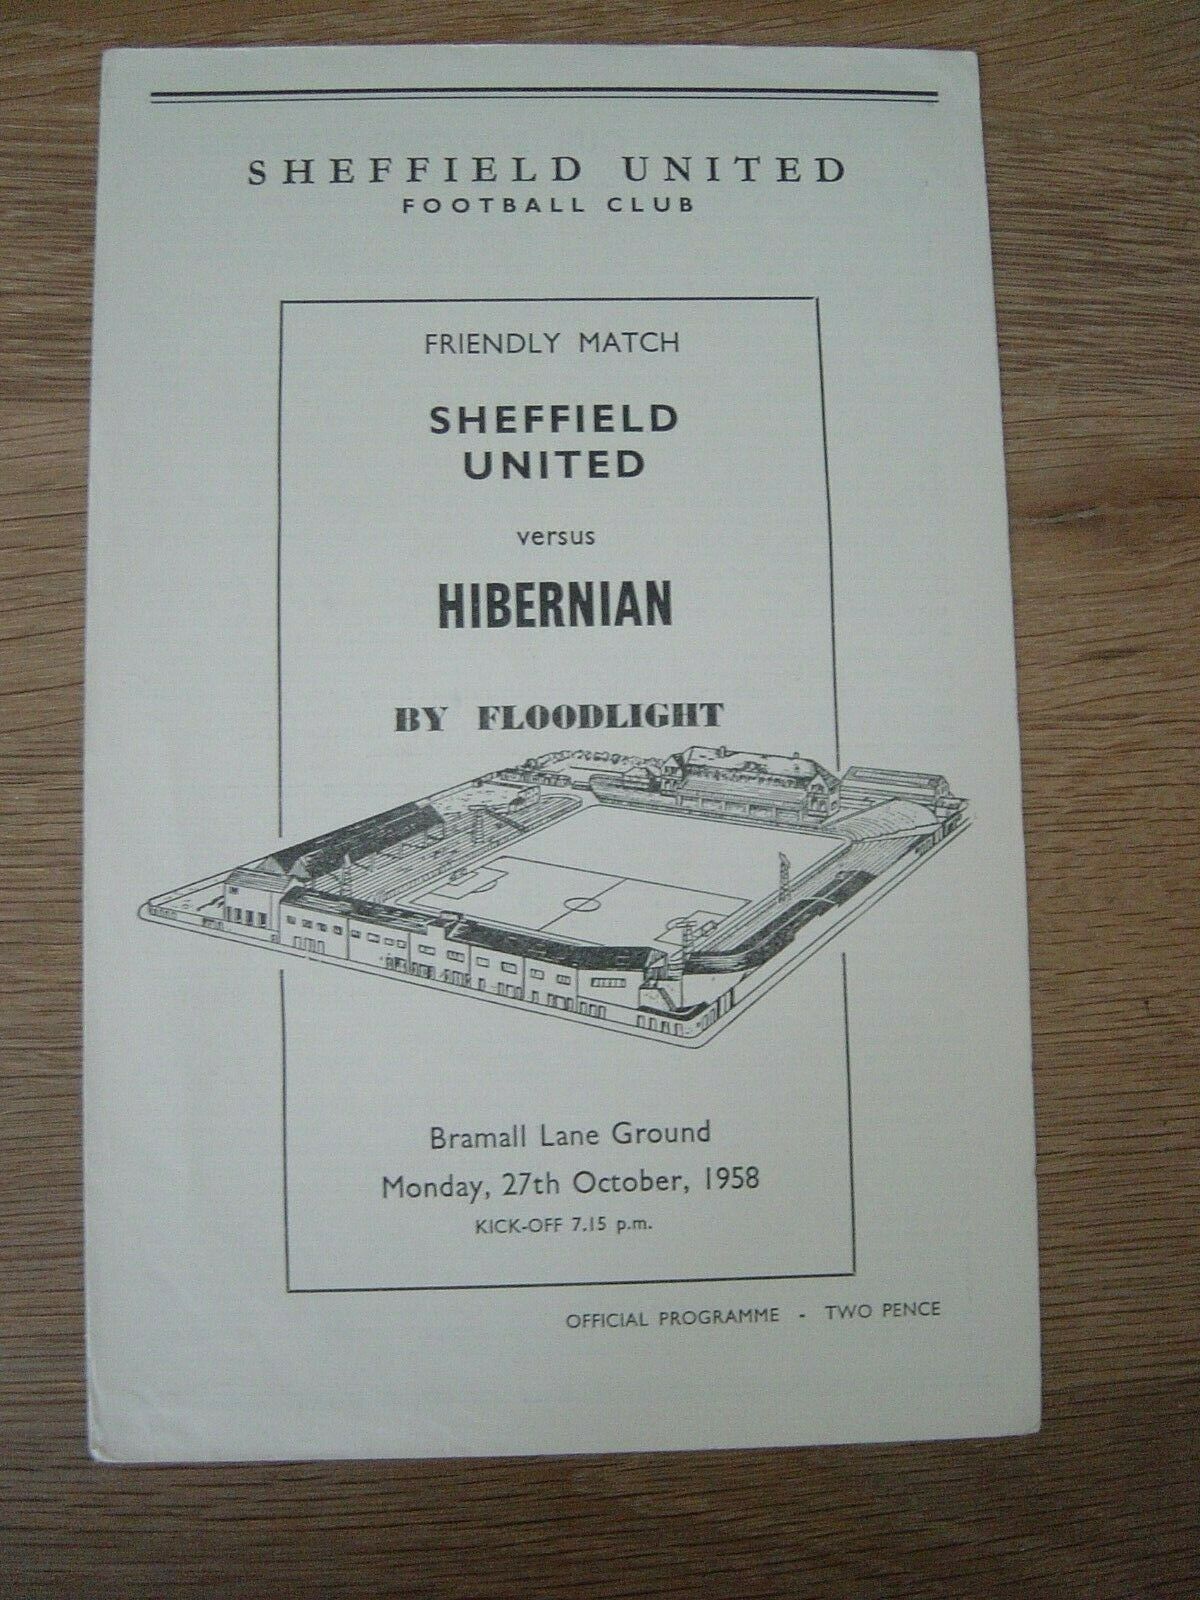 SHEFFIELD UNITED
FOOTBALL CLUB
FRIENDLY MATCH
SHEFFIELD
UNITED
versus
HIBERNIAN
BY FLOODLIGHT
Bramall Lane Ground
Monday, 27th October, 1958
KICK-OFF 7.15 p.m.
OFFICIAL PROGRAMME - TWO PENCE